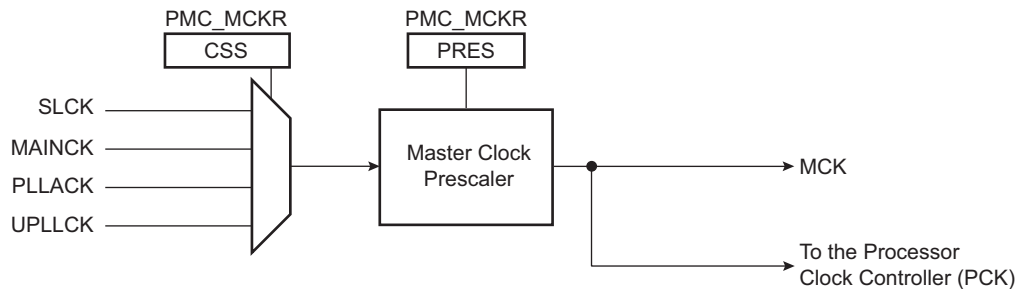 PMC_MCKR
CSS
PMC_MCKR
PRES
SLCK
MAINCK
PLLACK
UPLLCK
Master Clock
Prescaler
MCK
To the Processor
Clock Controller (PCK)